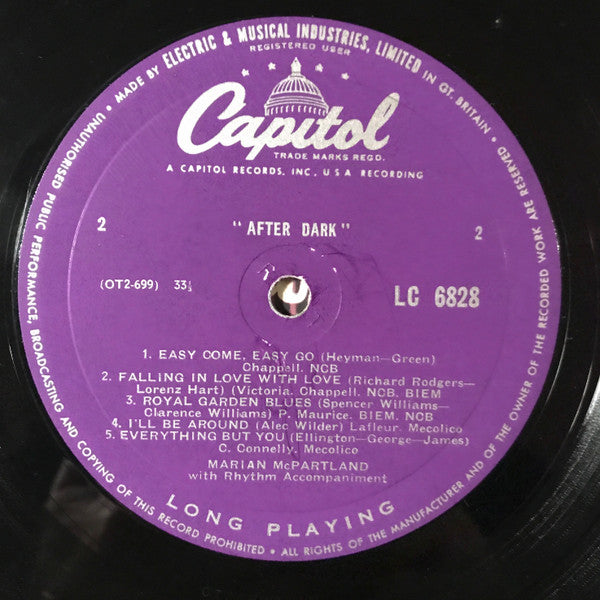 MADE BY ELECTRIC & MUSICAL INDUSTRIES, LIMITED IN GT. BRITAIN •
REGISTERED USER
Capitol
TRADE MARKS REGD.
A CAPITOL RECORDS, INC., U S A RECORDING
2
"AFTER DARK"
2
(OT2-699) 33⅓
LC 6828
1. EASY COME, EASY GO (Heyman—Green)
Chappell. NCB
2. FALLING IN LOVE WITH LOVE (Richard Rodgers—
Lorenz Hart) (Victoria. Chappell. NCB. BIEM
3. ROYAL GARDEN BLUES (Spencer Williams—
Clarence Williams) P. Maurice. BIEM. NCB
4. I'LL BE AROUND (Alec Wilder) Lafleur. Mecolico
5. EVERYTHING BUT YOU (Ellington—George—James)
C. Connelly. Mecolico
MARIAN McPARTLAND
with Rhythm Accompaniment
LONG PLAYING
UNAUTHORISED PUBLIC PERFORMANCE, BROADCASTING AND COPYING OF THIS RECORD PROHIBITED • ALL RIGHTS OF THE MANUFACTURER AND OF THE OWNER OF THE RECORDED WORK ARE RESERVED •